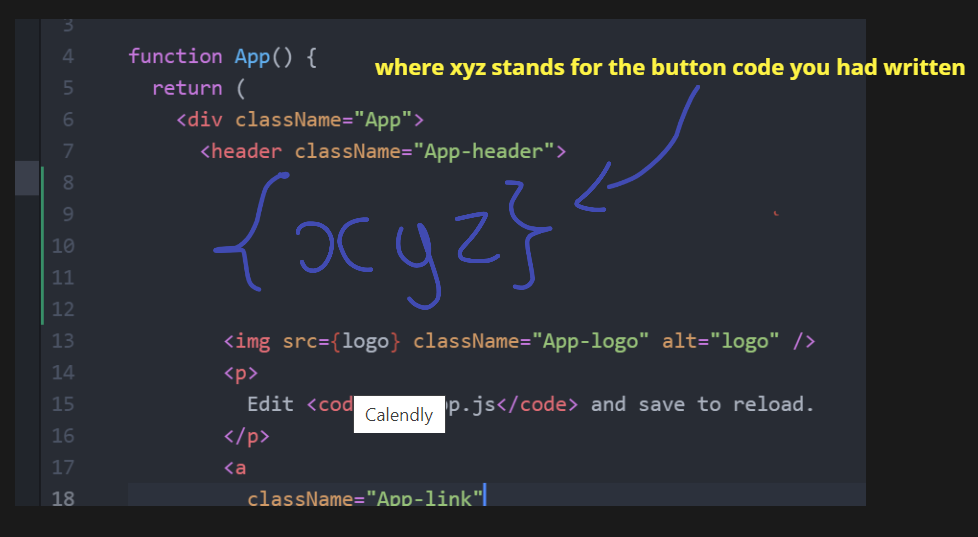 3
4 function App() {
where xyz stands for the button code you had written
5 return (
6 <div className="App">
7 <header className="App-header">
8
9
10 {xyz}
11
12
13 <img src={logo} className="App-logo" alt="logo" />
14 <p>
15 Edit <cod p.js</code> and save to reload.
Calendly
16 </p>
17 <a
18 className="App-link"